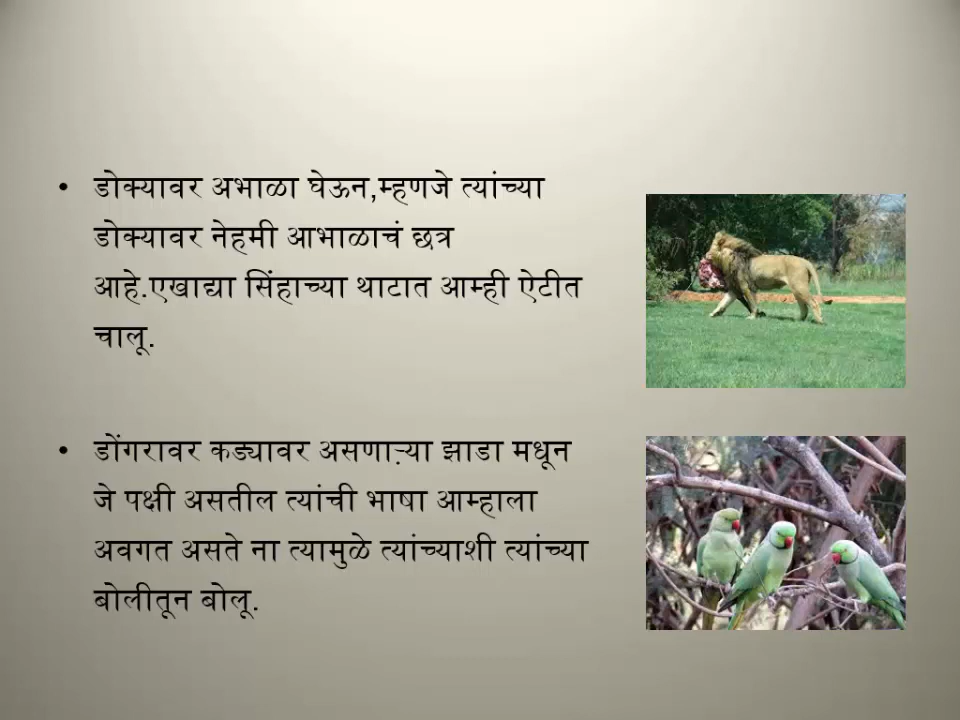 • डोक्यावर अभाळा घेऊन,म्हणजे त्यांच्या
डोक्यावर नेहमी आभाळाचं छत्र
आहे.एखाद्या सिंहाच्या थाटात आम्ही ऐटीत
चालू.
• डोंगरावर कड्यावर असणाऱ्या झाडा मधून
जे पक्षी असतील त्यांची भाषा आम्हाला
अवगत असते ना त्यामुळे त्यांच्याशी त्यांच्या
बोलीतून बोलू.